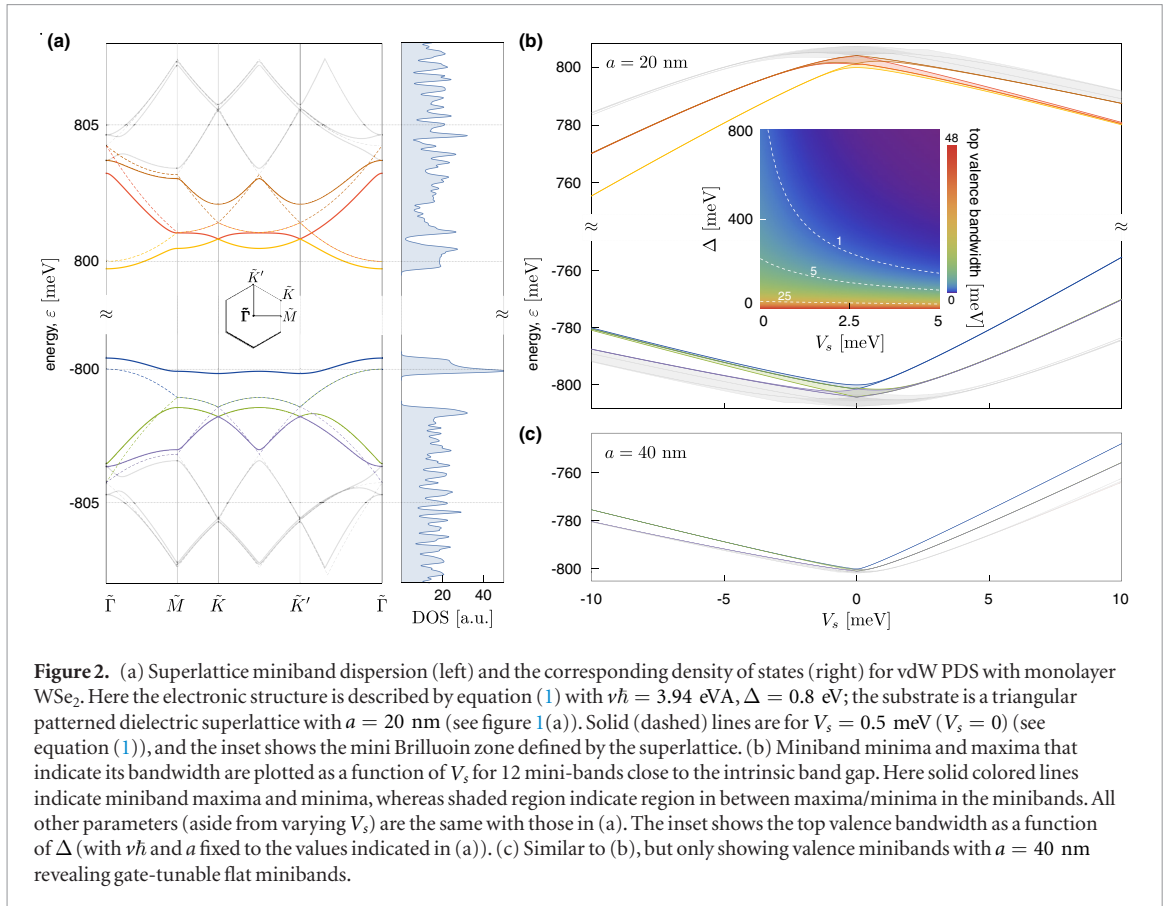 (a)
805
800
-800
-805
≈
≈
energy, ε [meV]
K̃′
K̃
Γ̃
M̃
Γ̃
M̃
K̃
K̃′
Γ̃
20
40
DOS [a.u.]
(b)
a = 20 nm
800
780
760
≈
≈
-760
-780
-800
energy, ε [meV]
800
400
0
Δ [meV]
1
5
25
0
2.5
5
V_s [meV]
48
0
top valence bandwidth
[meV]
(c)
a = 40 nm
-760
-780
-800
-10
-5
0
5
10
V_s [meV]
Figure 2. (a) Superlattice miniband dispersion (left) and the corresponding density of states (right) for vdW PDS with monolayer
WSe₂. Here the electronic structure is described by equation (1) with vℏ = 3.94 eVA, Δ = 0.8 eV; the substrate is a triangular
patterned dielectric superlattice with a = 20 nm (see figure 1(a)). Solid (dashed) lines are for V_s = 0.5 meV (V_s = 0) (see
equation (1)), and the inset shows the mini Brilluoin zone defined by the superlattice. (b) Miniband minima and maxima that
indicate its bandwidth are plotted as a function of V_s for 12 mini-bands close to the intrinsic band gap. Here solid colored lines
indicate miniband maxima and minima, whereas shaded region indicate region in between maxima/minima in the minibands. All
other parameters (aside from varying V_s) are the same with those in (a). The inset shows the top valence bandwidth as a function
of Δ (with vℏ and a fixed to the values indicated in (a)). (c) Similar to (b), but only showing valence minibands with a = 40 nm
revealing gate-tunable flat minibands.